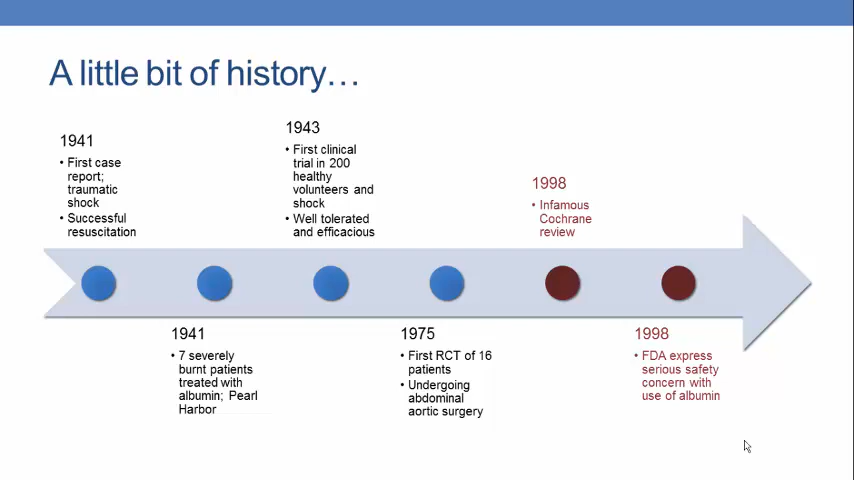 A little bit of history…
1941
• First case
report;
traumatic
shock
• Successful
resuscitation
1941
• 7 severely
burnt patients
treated with
albumin; Pearl
Harbor
1943
• First clinical
trial in 200
healthy
volunteers and
shock
• Well tolerated
and efficacious
1975
• First RCT of 16
patients
• Undergoing
abdominal
aortic surgery
1998
• Infamous
Cochrane
review
1998
• FDA express
serious safety
concern with
use of albumin